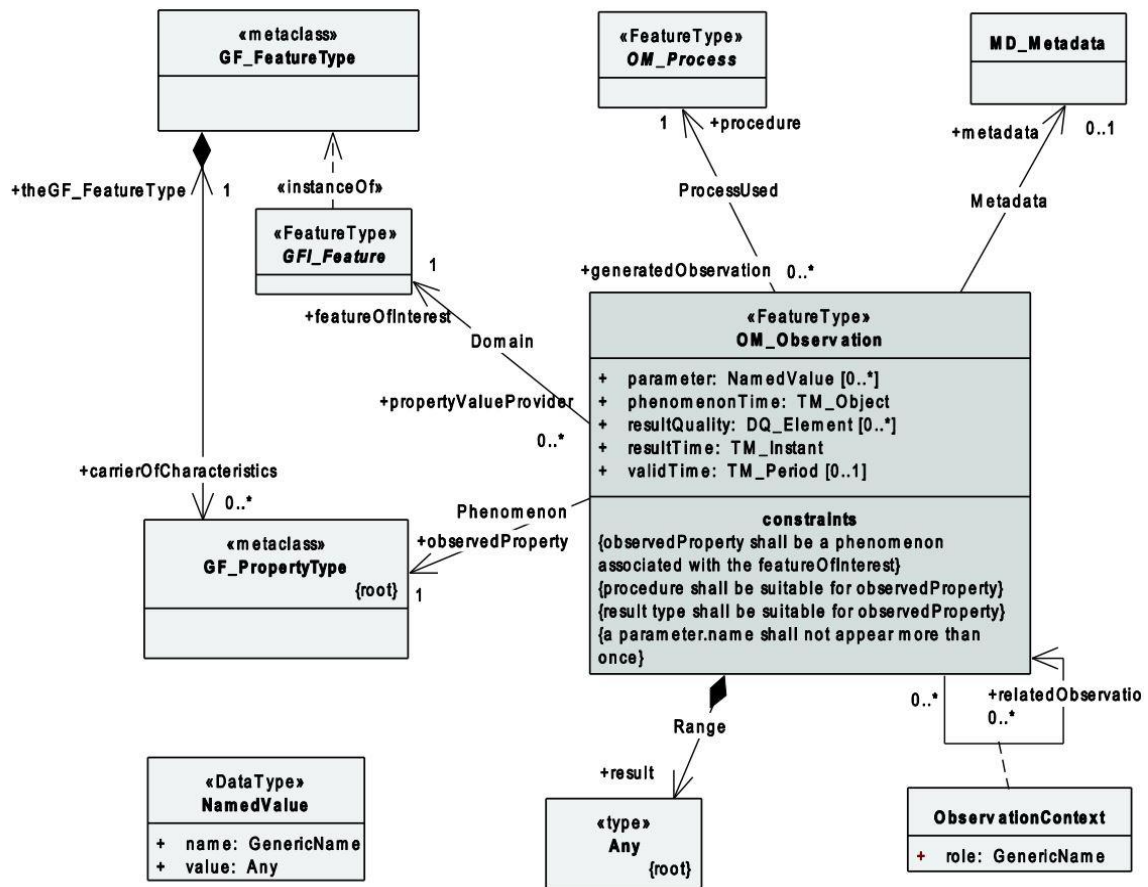 «metaclass»
GF_FeatureType
«FeatureType»
OM_Process
MD_Metadata
1
+procedure
+metadata
0..*
0..1
+theGF_FeatureType
1
«instanceOf»
ProcessUsed
Metadata
«FeatureType»
GFI_Feature
1
+generatedObservation
+featureOfInterest
Domain
«FeatureType»
OM_Observation
+ parameter: NamedValue [0..*]
+ phenomenonTime: TM_Object
+ resultQuality: DQ_Element [0..*]
+ resultTime: TM_Instant
+ validTime: TM_Period [0..1]
+propertyValueProvider
0..*
+carrierOfCharacteristics
0..*
Phenomenon
+observedProperty
«metaclass»
GF_PropertyType
{root}
1
constraints
{observedProperty shall be a phenomenon
associated with the featureOfInterest}
{procedure shall be suitable for observedProperty}
{result type shall be suitable for observedProperty}
{a parameter.name shall not appear more than
once}
0..*
+relatedObservatio
0..*
Range
+result
«DataType»
NamedValue
+ name: GenericName
+ value: Any
«type»
Any
{root}
ObservationContext
+ role: GenericName